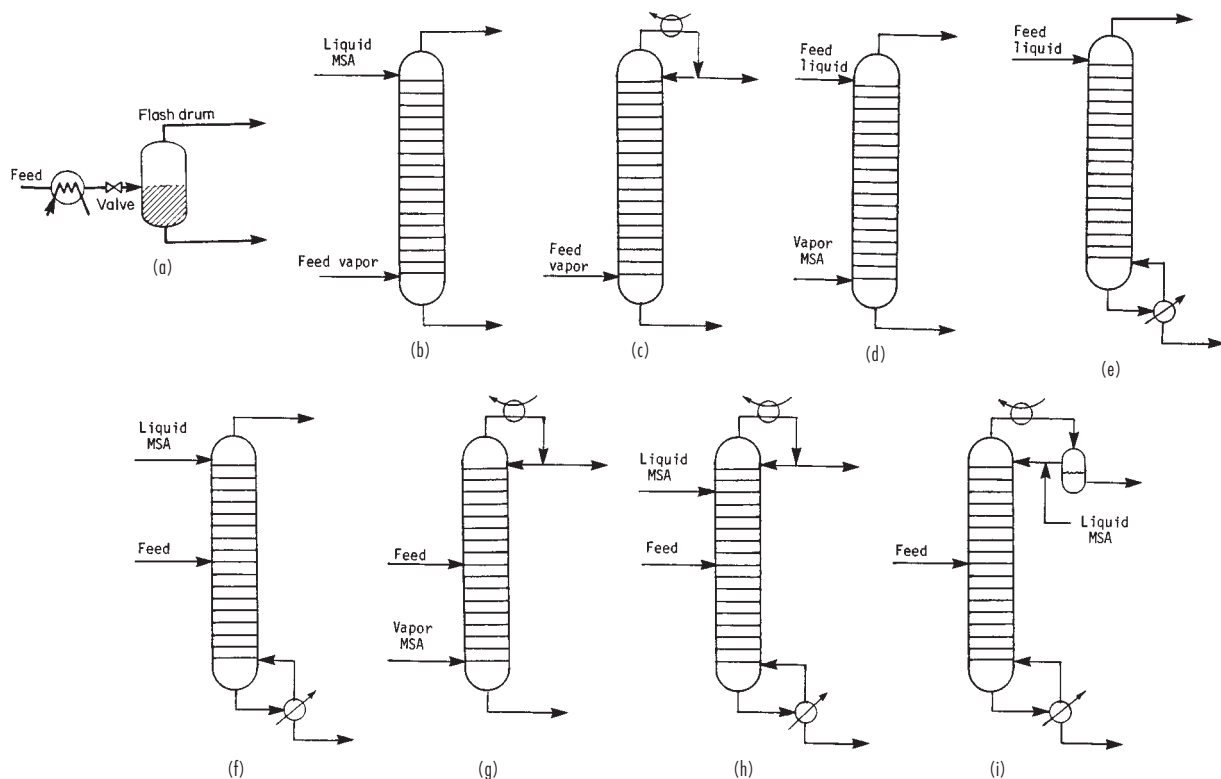 Flash drum
Feed
Valve
(a)
Liquid
MSA
Feed vapor
(b)
Feed
vapor
(c)
Feed
liquid
Vapor
MSA
(d)
Feed
liquid
(e)
Liquid
MSA
Feed
(f)
Feed
Vapor
MSA
(g)
Liquid
MSA
Feed
(h)
Feed
Liquid
MSA
(i)